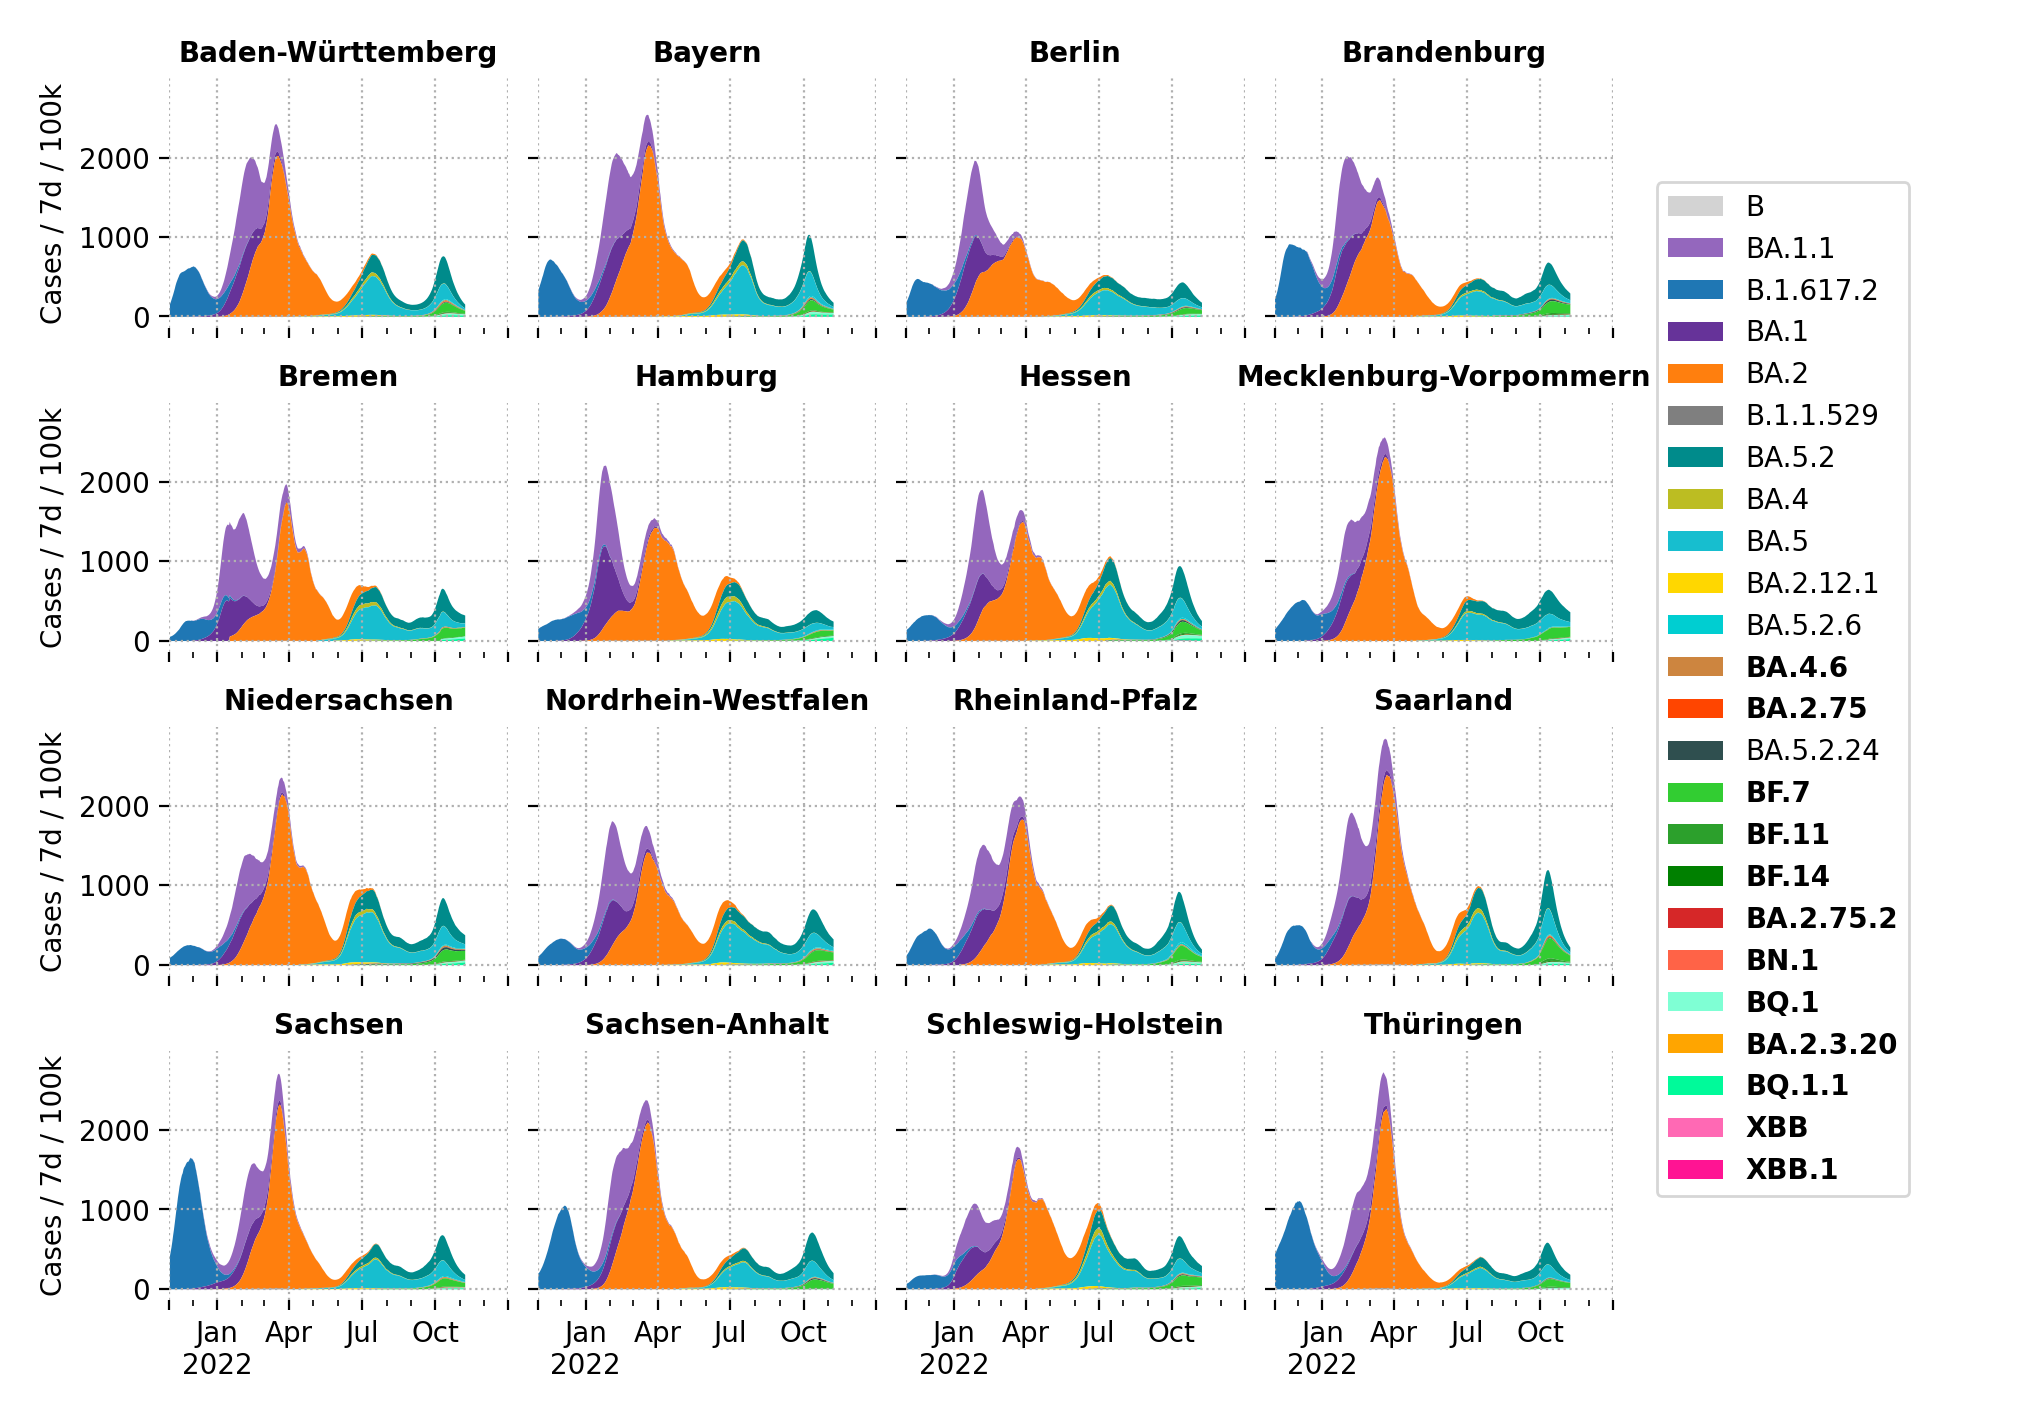 Baden-Württemberg
Bayern
Berlin
Brandenburg
Cases / 7d / 100k
2000
1000
0
Bremen
Hamburg
Hessen
Mecklenburg-Vorpommern
Cases / 7d / 100k
2000
1000
0
Niedersachsen
Nordrhein-Westfalen
Rheinland-Pfalz
Saarland
Cases / 7d / 100k
2000
1000
0
Sachsen
Sachsen-Anhalt
Schleswig-Holstein
Thüringen
Cases / 7d / 100k
2000
1000
0
Jan Apr Jul Oct
2022
Jan Apr Jul Oct
2022
Jan Apr Jul Oct
2022
Jan Apr Jul Oct
2022
B
BA.1.1
B.1.617.2
BA.1
BA.2
B.1.1.529
BA.5.2
BA.4
BA.5
BA.2.12.1
BA.5.2.6
BA.4.6
BA.2.75
BA.5.2.24
BF.7
BF.11
BF.14
BA.2.75.2
BN.1
BQ.1
BA.2.3.20
BQ.1.1
XBB
XBB.1